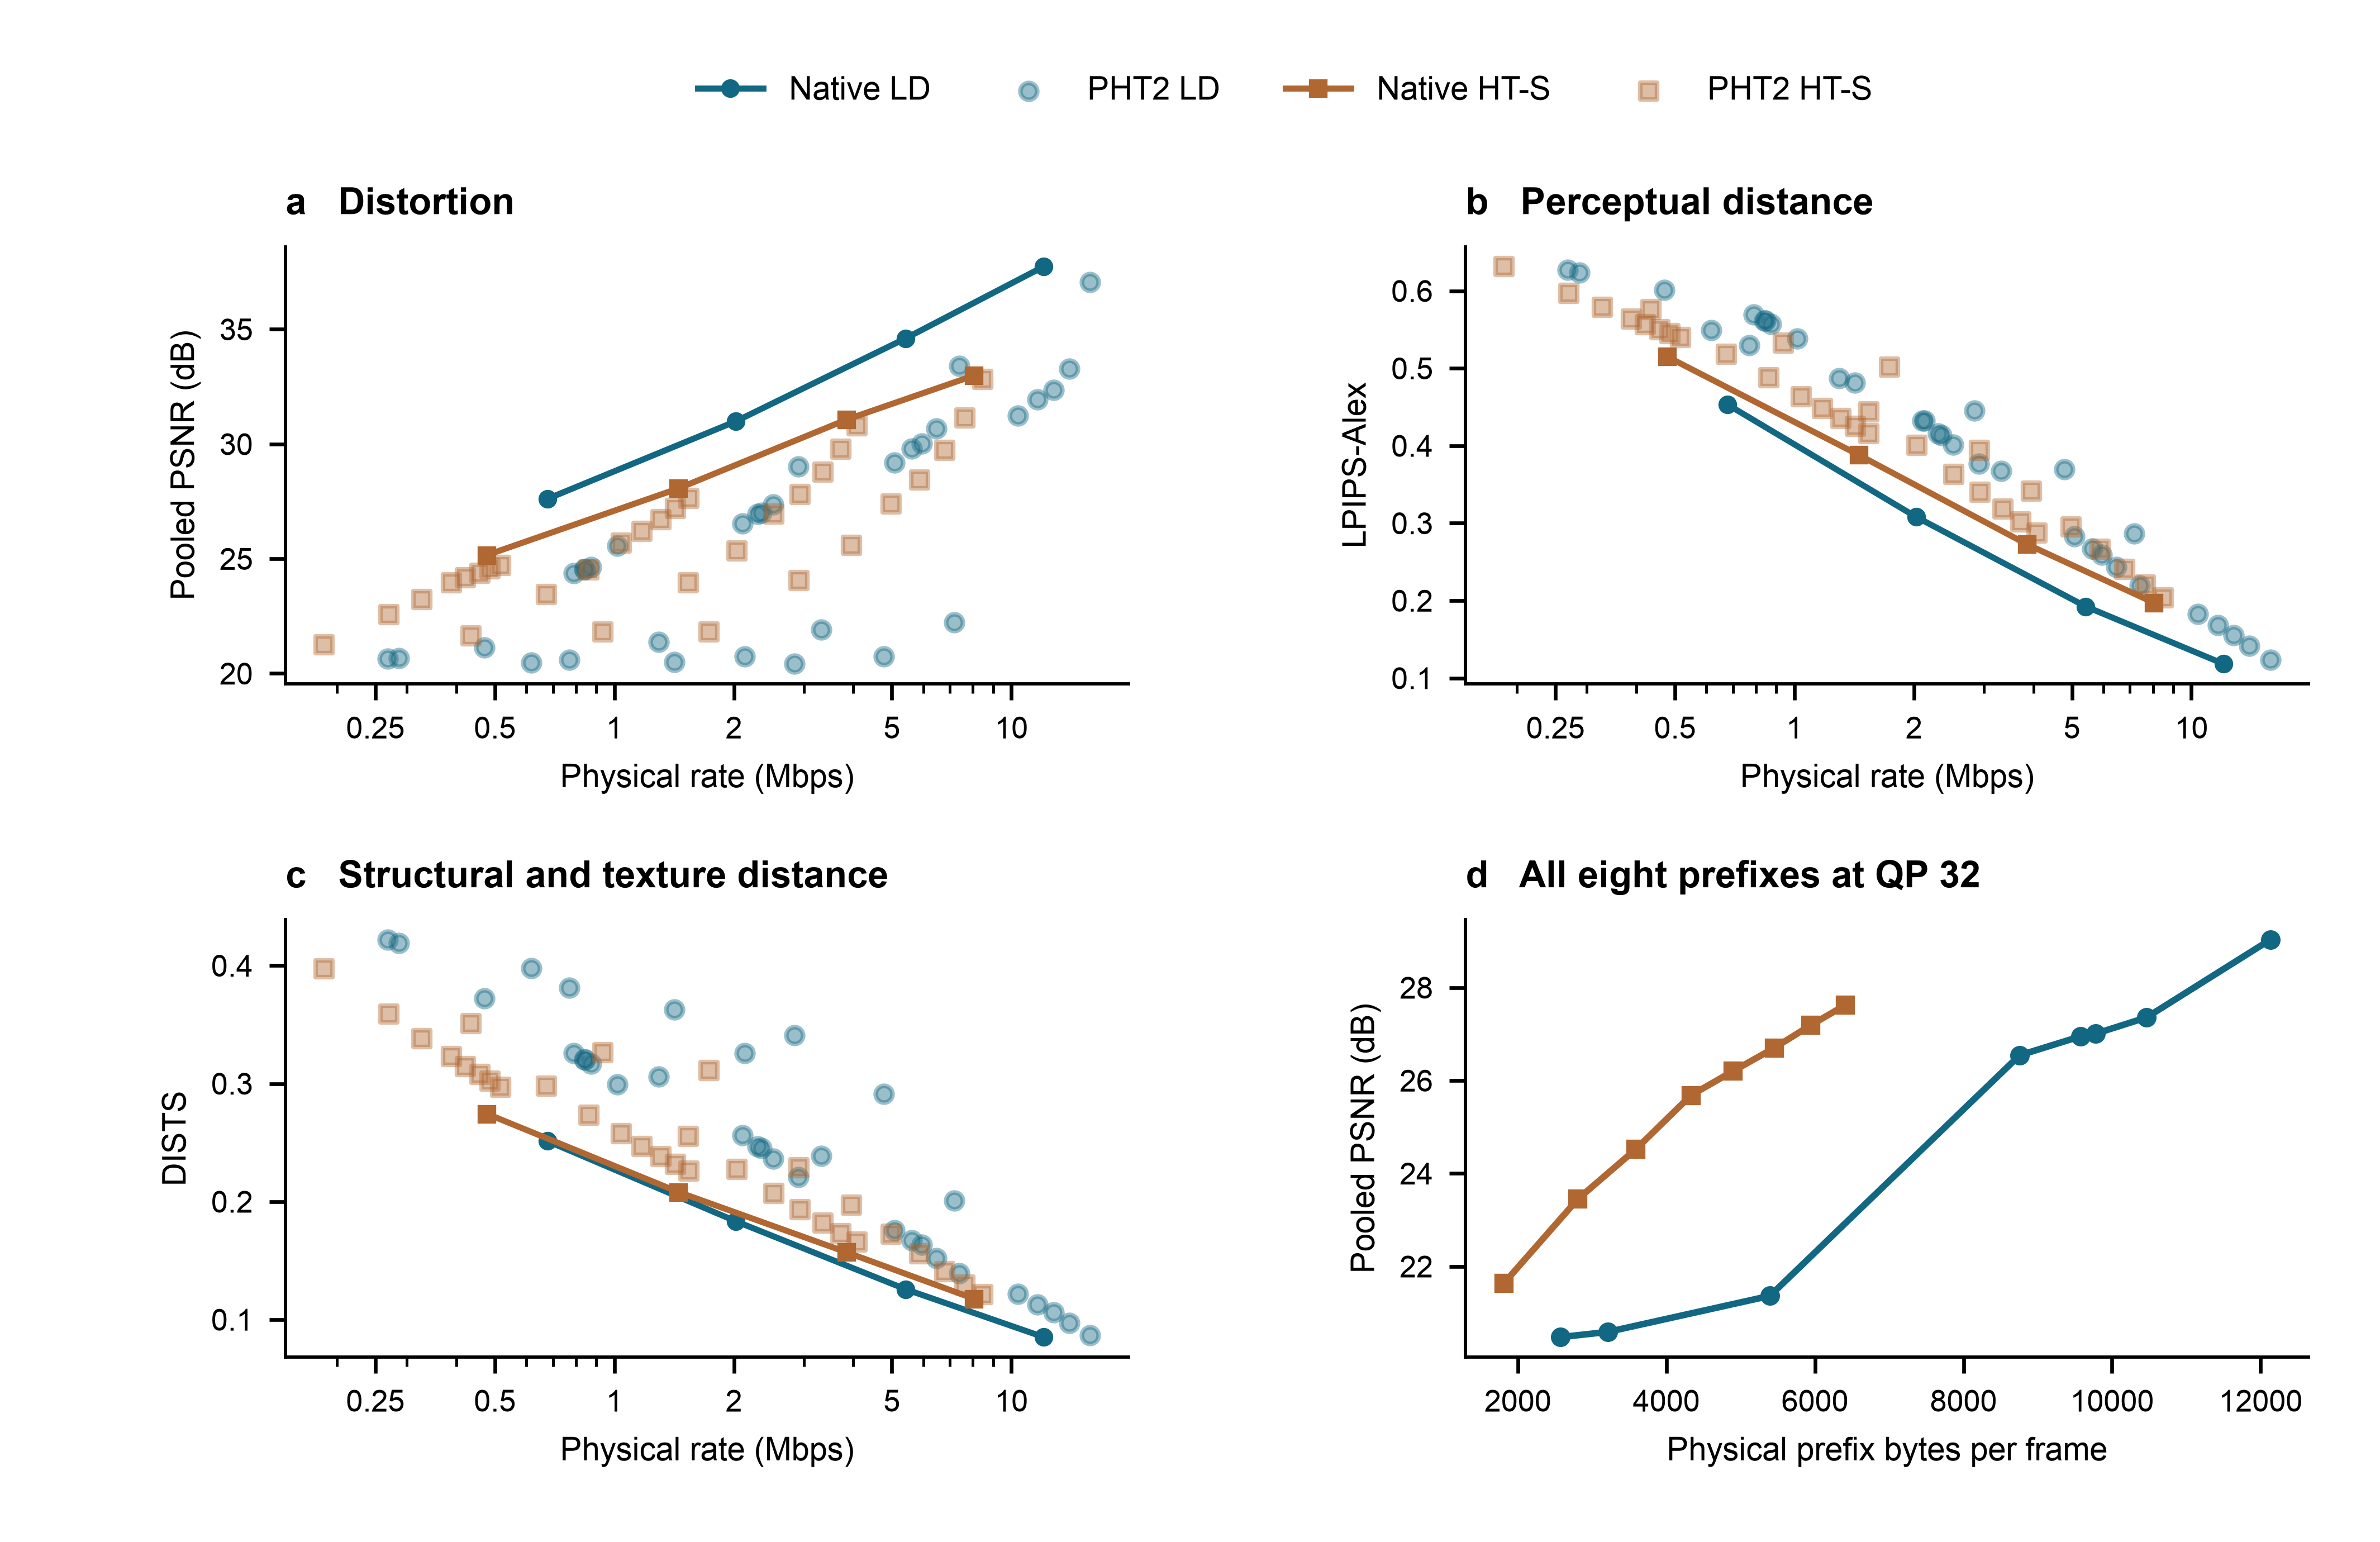 Native LD PHT2 LD Native HT-S PHT2 HT-S
a Distortion
Pooled PSNR (dB)
35
30
25
20
0.25 0.5 1 2 5 10
Physical rate (Mbps)
b Perceptual distance
LPIPS-Alex
0.6
0.5
0.4
0.3
0.2
0.1
0.25 0.5 1 2 5 10
Physical rate (Mbps)
c Structural and texture distance
DISTS
0.4
0.3
0.2
0.1
0.25 0.5 1 2 5 10
Physical rate (Mbps)
d All eight prefixes at QP 32
Pooled PSNR (dB)
28
26
24
22
2000 4000 6000 8000 10000 12000
Physical prefix bytes per frame